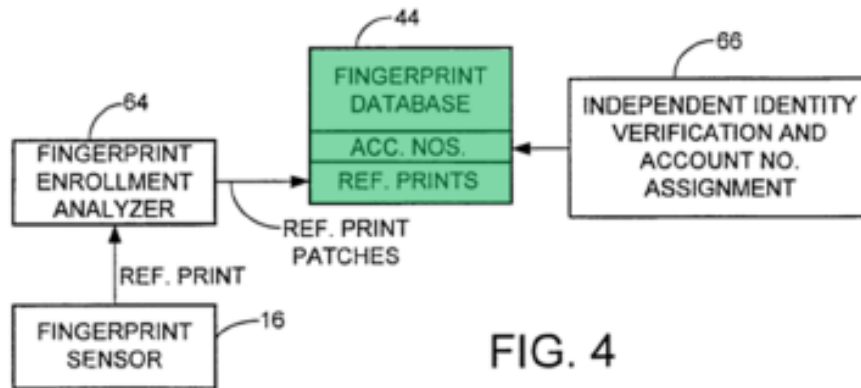 44
FINGERPRINT
DATABASE
ACC. NOS.
REF. PRINTS
66
INDEPENDENT IDENTITY
VERIFICATION AND
ACCOUNT NO.
ASSIGNMENT
64
FINGERPRINT
ENROLLMENT
ANALYZER
REF. PRINT
PATCHES
REF. PRINT
FINGERPRINT
SENSOR
16
FIG. 4